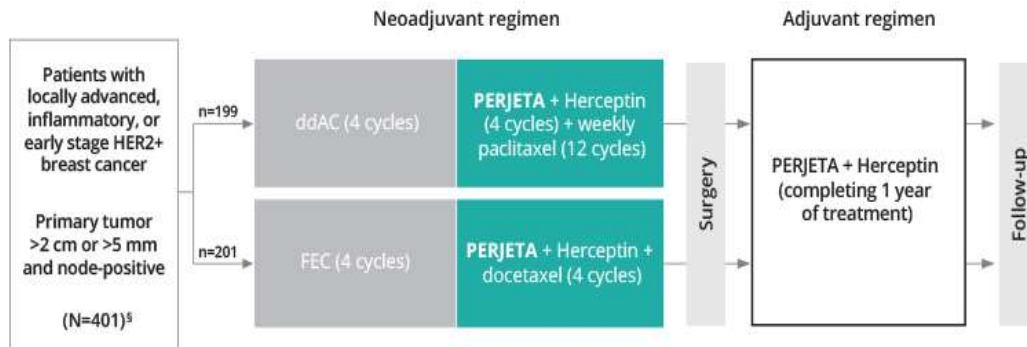 Neoadjuvant regimen
Adjuvant regimen
Patients with
locally advanced,
inflammatory, or
early stage HER2+
breast cancer
Primary tumor
>2 cm or >5 mm
and node-positive
(N=401)§
n=199
ddAC (4 cycles)
PERJETA + Herceptin
(4 cycles) + weekly
paclitaxel (12 cycles)
n=201
FEC (4 cycles)
PERJETA + Herceptin +
docetaxel (4 cycles)
Surgery
PERJETA + Herceptin
(completing 1 year
of treatment)
Follow-up